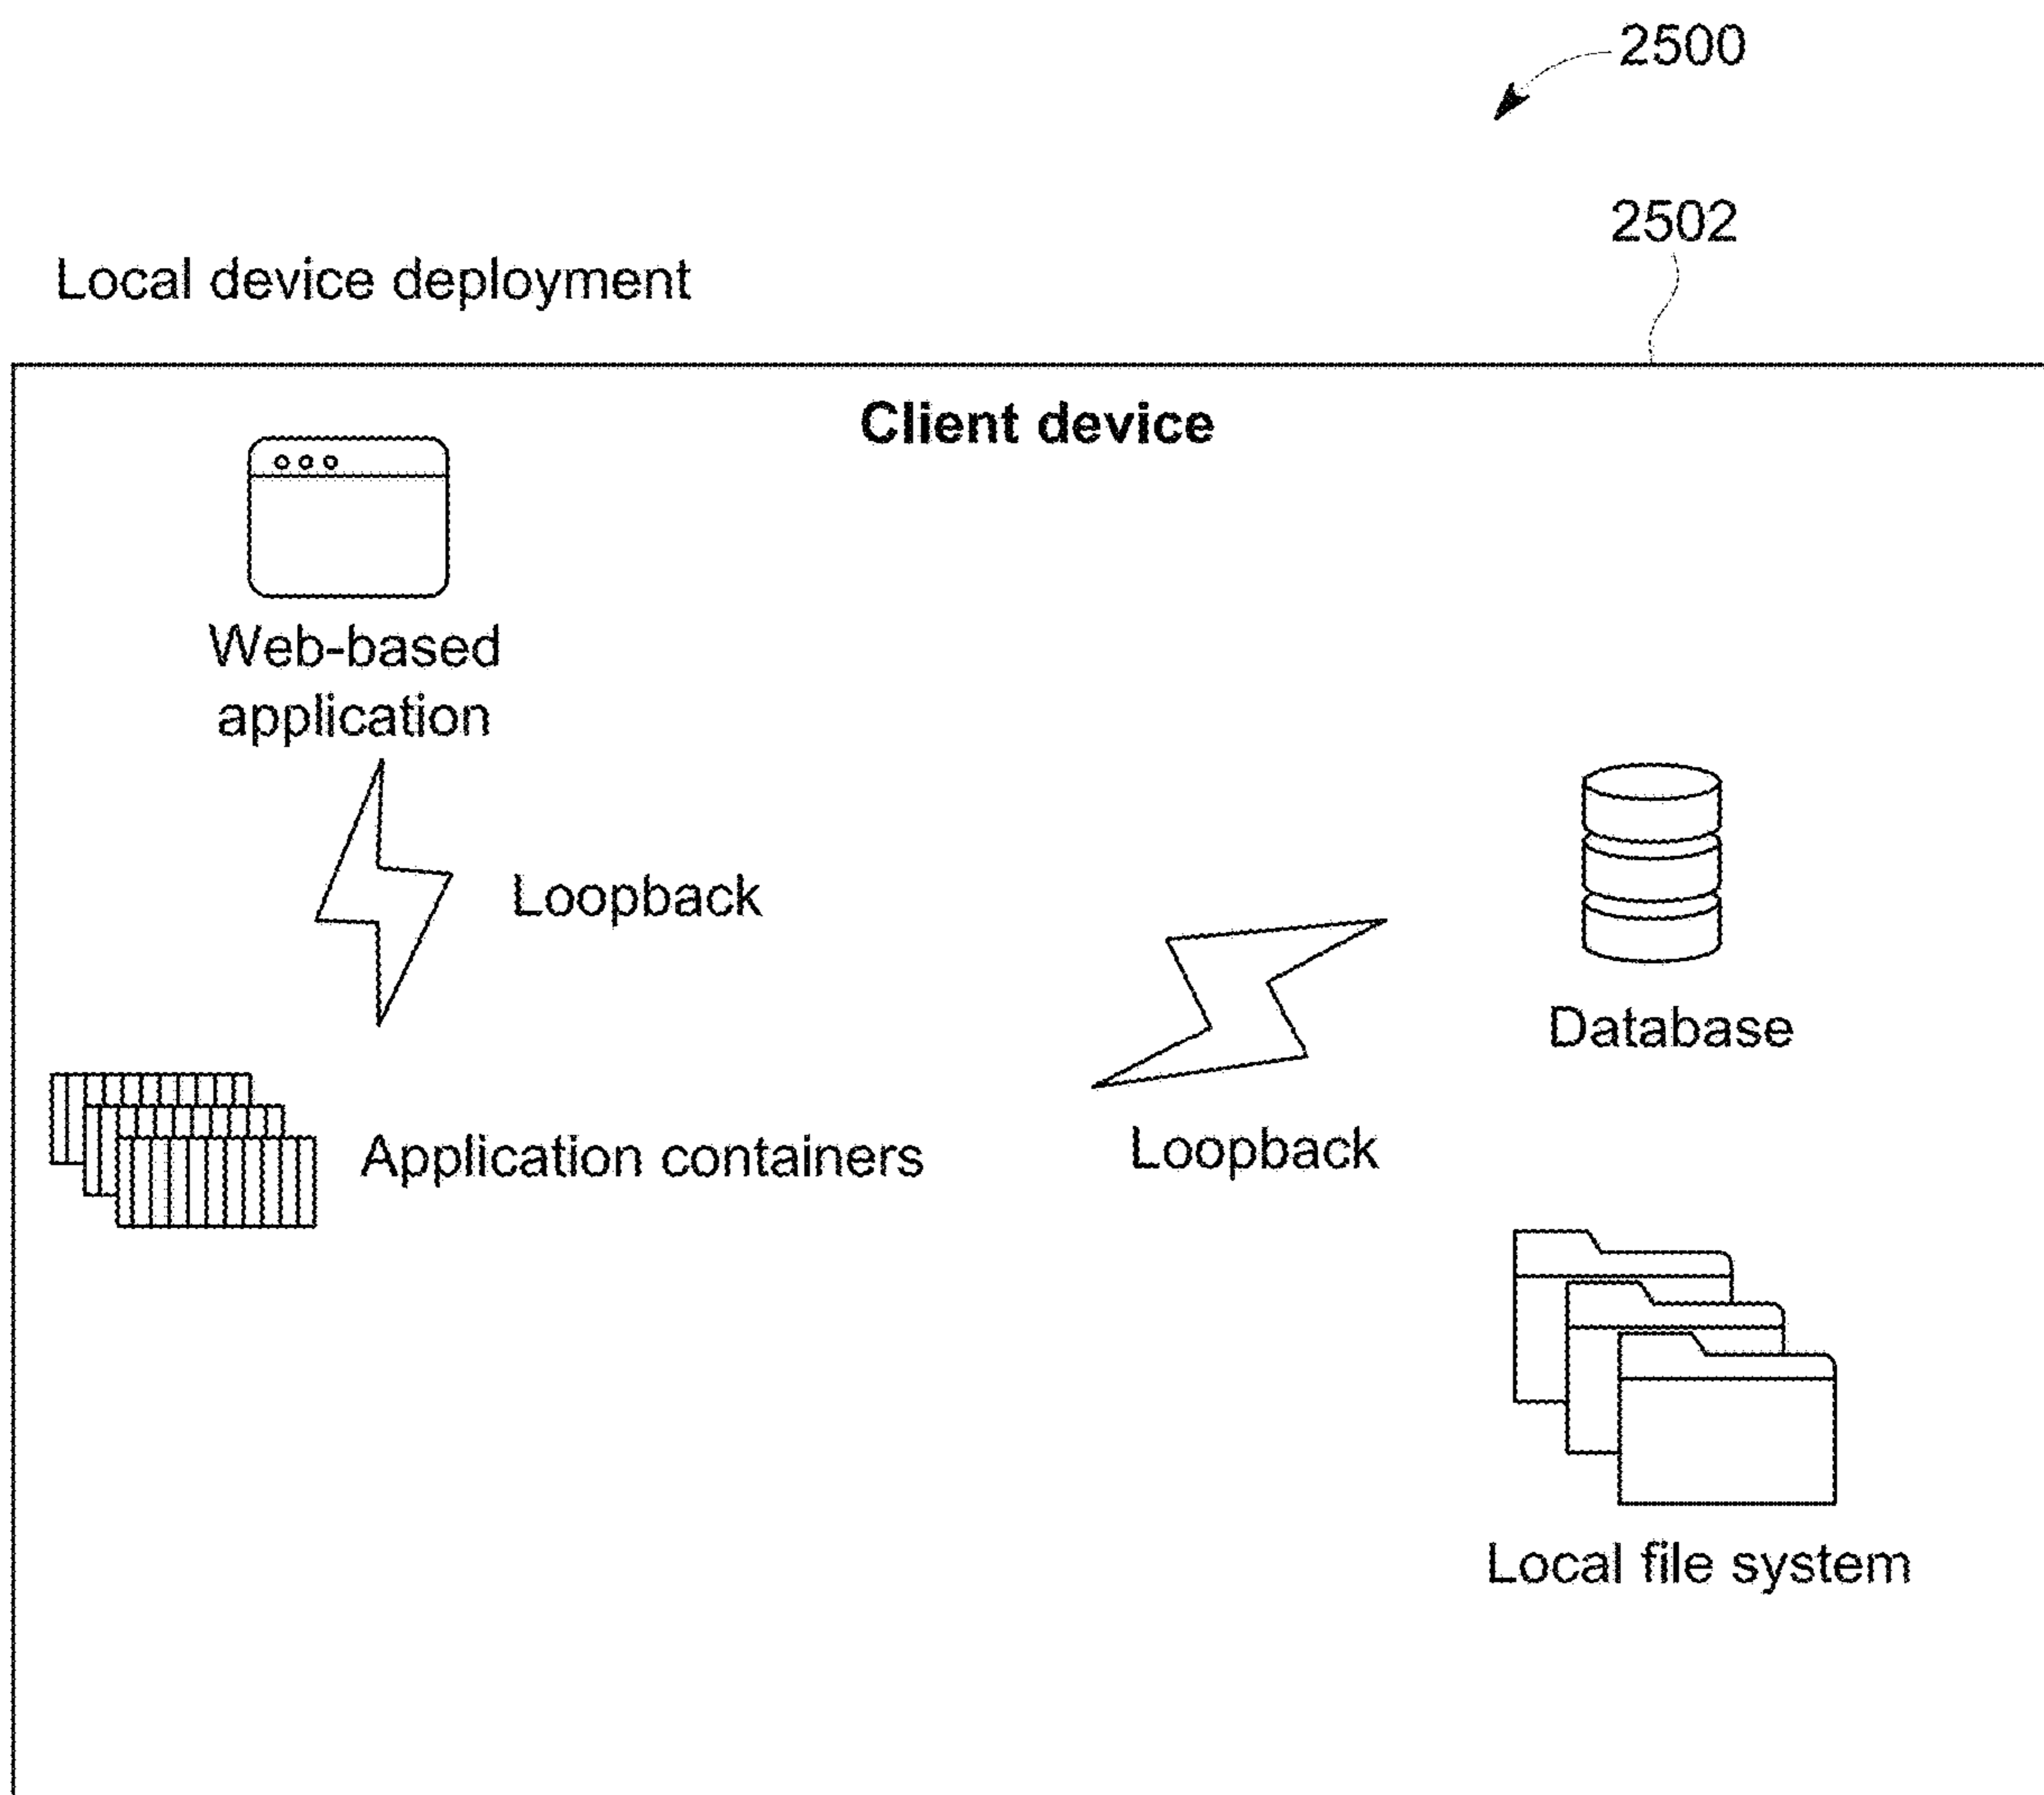 2500
2502
Local device deployment
Client device
Web-based
application
Loopback
Database
Application containers
Loopback
Local file system